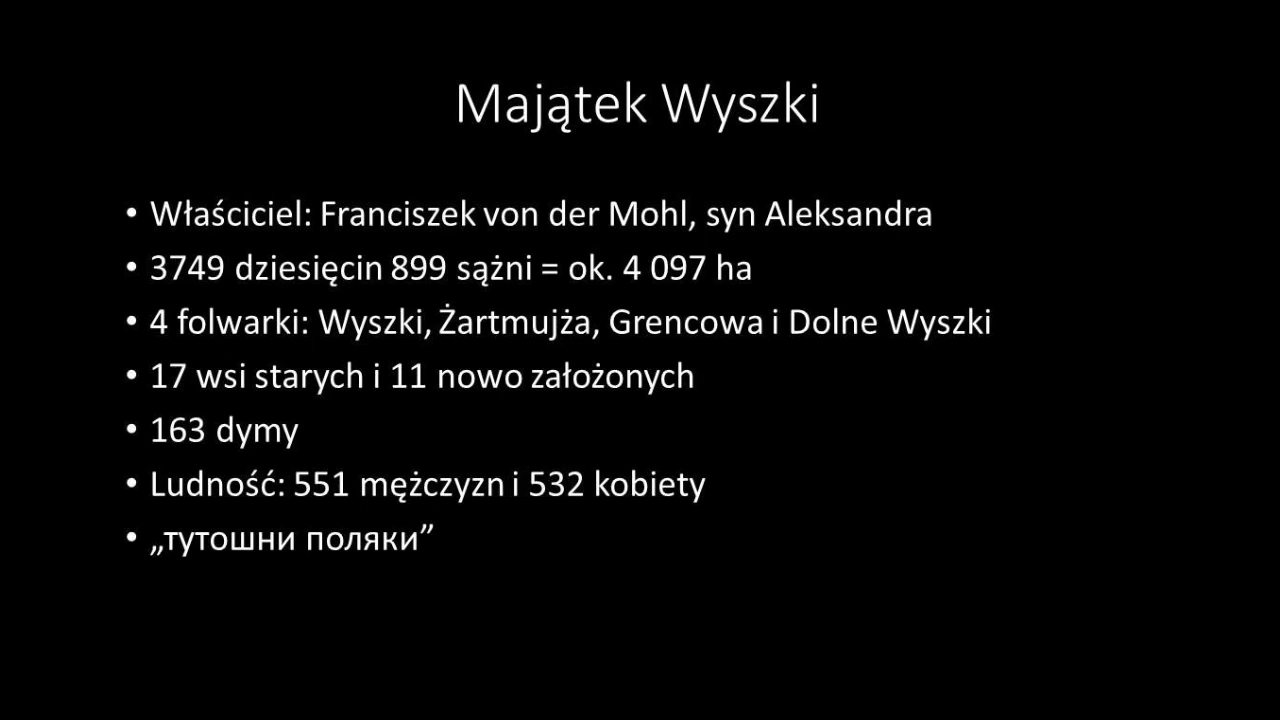 Majątek Wyszki
• Właściciel: Franciszek von der Mohl, syn Aleksandra
• 3749 dziesięcin 899 sążni = ok. 4 097 ha
• 4 folwarki: Wyszki, Żartmujża, Grencowa i Dolne Wyszki
• 17 wsi starych i 11 nowo założonych
• 163 dymy
• Ludność: 551 mężczyzn i 532 kobiety
• „тутошни поляки”